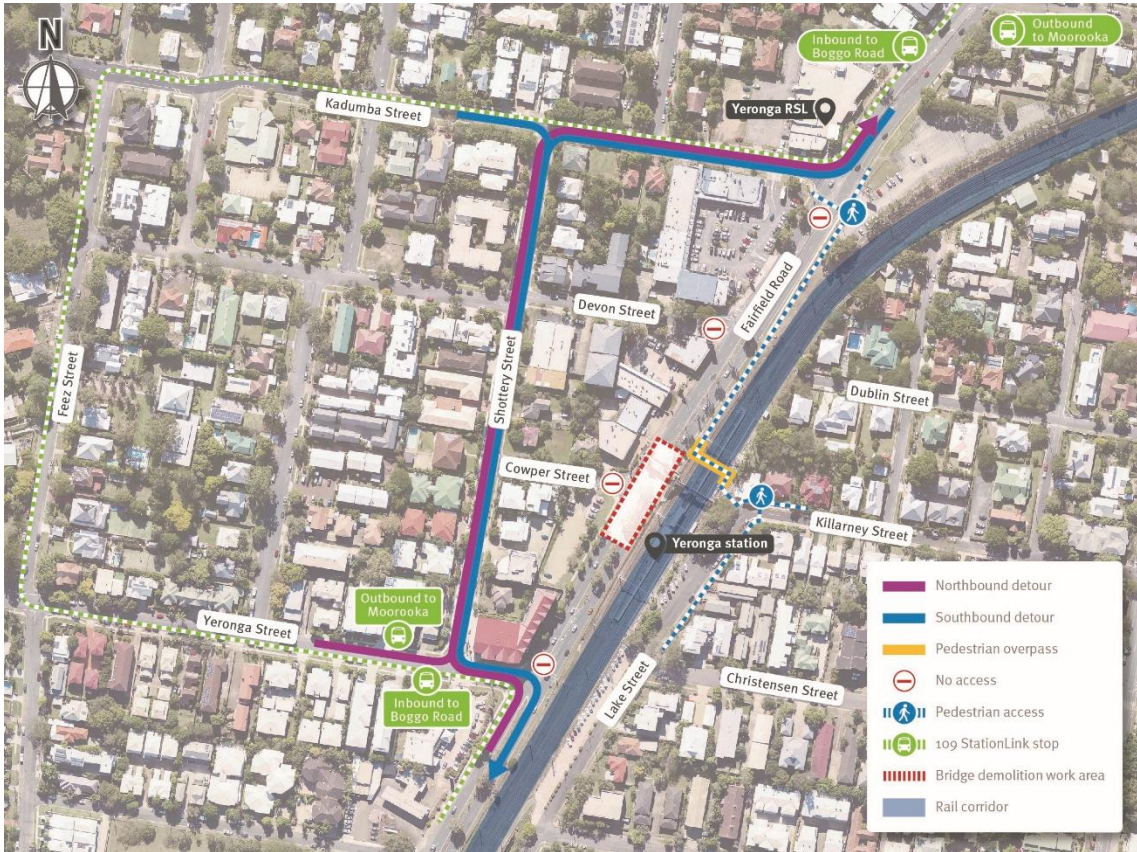 N
Outbound
to Moorooka
Inbound to
Boggo Road
Kadumba Street
Yeronga RSL
Fairfield Road
Devon Street
Feez Street
Shottery Street
Dublin Street
Cowper Street
Killarney Street
Yeronga station
Outbound to
Moorooka
Yeronga Street
Inbound to
Boggo Road
Lake Street
Christensen Street
Northbound detour
Southbound detour
Pedestrian overpass
No access
Pedestrian access
109 StationLink stop
Bridge demolition work area
Rail corridor